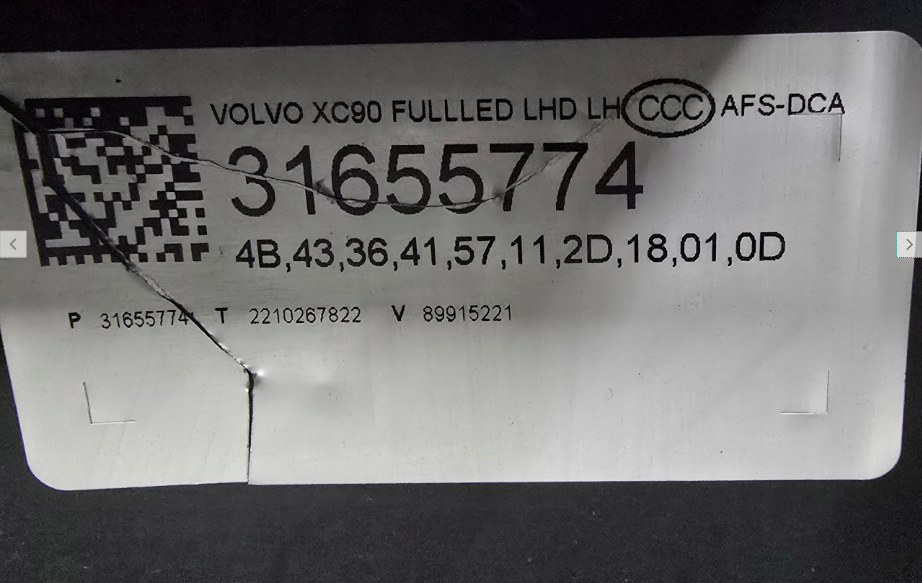 VOLVO XC90 FULLLED LHD LH CCC AFS-DCA
31655774
4B,43,36,41,57,11,2D,18,01,0D
P 31655774 T 2210267822 V 89915221